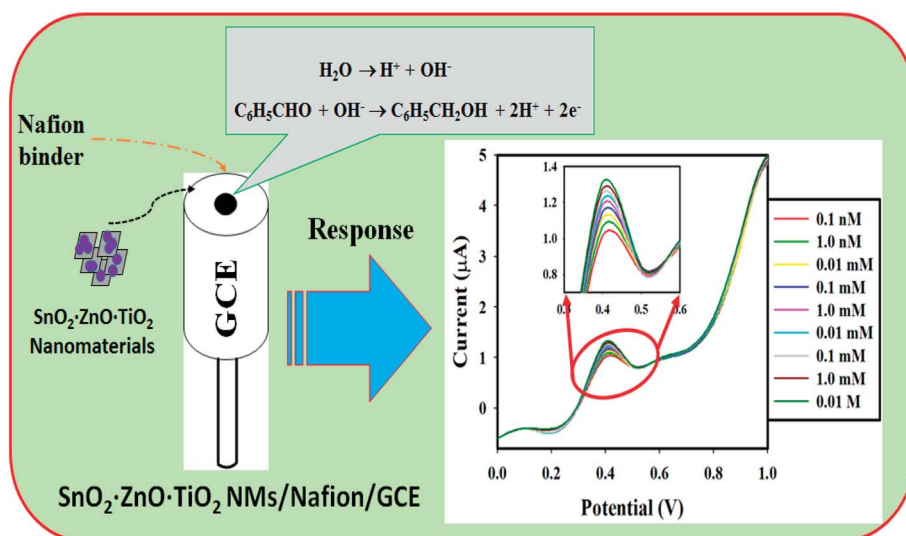 H₂O → H⁺ + OH⁻
C₆H₅CHO + OH⁻ → C₆H₅CH₂OH + 2H⁺ + 2e⁻
Nafion
binder
GCE
SnO₂·ZnO·TiO₂
Nanomaterials
Response
SnO₂·ZnO·TiO₂ NMs/Nafion/GCE
Current (µA)
5
4
3
2
1
0
1.4
1.2
1.0
0.8
0.3 0.4 0.5 0.6
0.0 0.2 0.4 0.6 0.8 1.0
Potential (V)
0.1 nM
1.0 nM
0.01 mM
0.1 mM
1.0 mM
0.01 mM
0.1 mM
1.0 mM
0.01 M